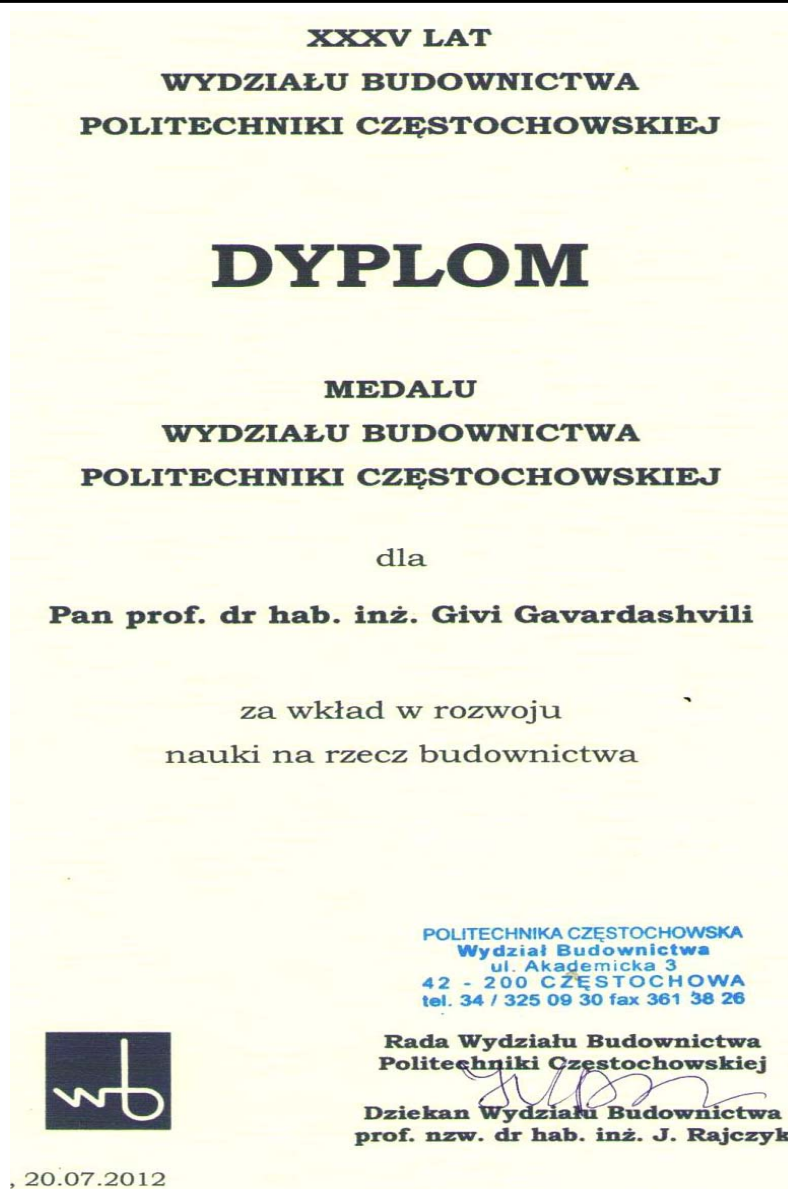 XXXV LAT
WYDZIAŁU BUDOWNICTWA
POLITECHNIKI CZĘSTOCHOWSKIEJ
DYPLOM
MEDALU
WYDZIAŁU BUDOWNICTWA
POLITECHNIKI CZĘSTOCHOWSKIEJ
dla
Pan prof. dr hab. inż. Givi Gavardashvili
za wkład w rozwoju
nauki na rzecz budownictwa
POLITECHNIKA CZĘSTOCHOWSKA
Wydział Budownictwa
ul. Akademicka 3
42 - 200 CZĘSTOCHOWA
tel. 34 / 325 09 30 fax 361 38 26
Rada Wydziału Budownictwa
Politechniki Częstochowskiej
wb
Dziekan Wydziału Budownictwa
prof. nzw. dr hab. inż. J. Rajczyk
, 20.07.2012